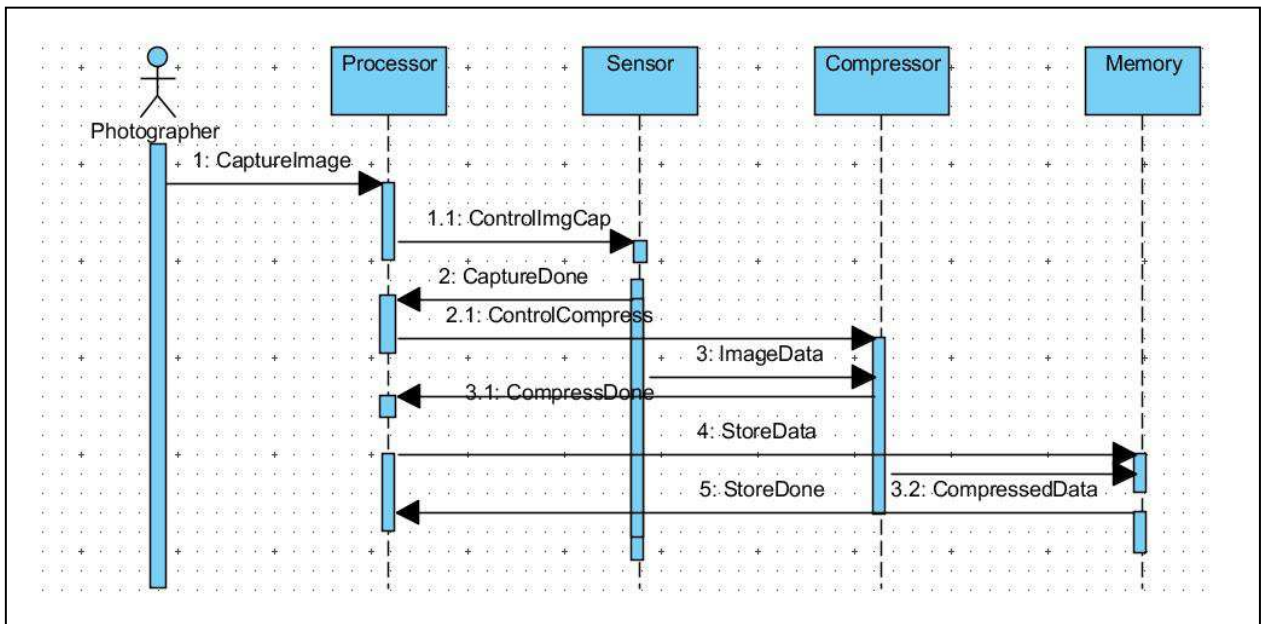 Processor
Sensor
Compressor
Memory
Photographer
1: CaptureImage
1.1: ControlImgCap
2: CaptureDone
2.1: ControlCompress
3: ImageData
3.1: CompressDone
4: StoreData
5: StoreDone
3.2: CompressedData